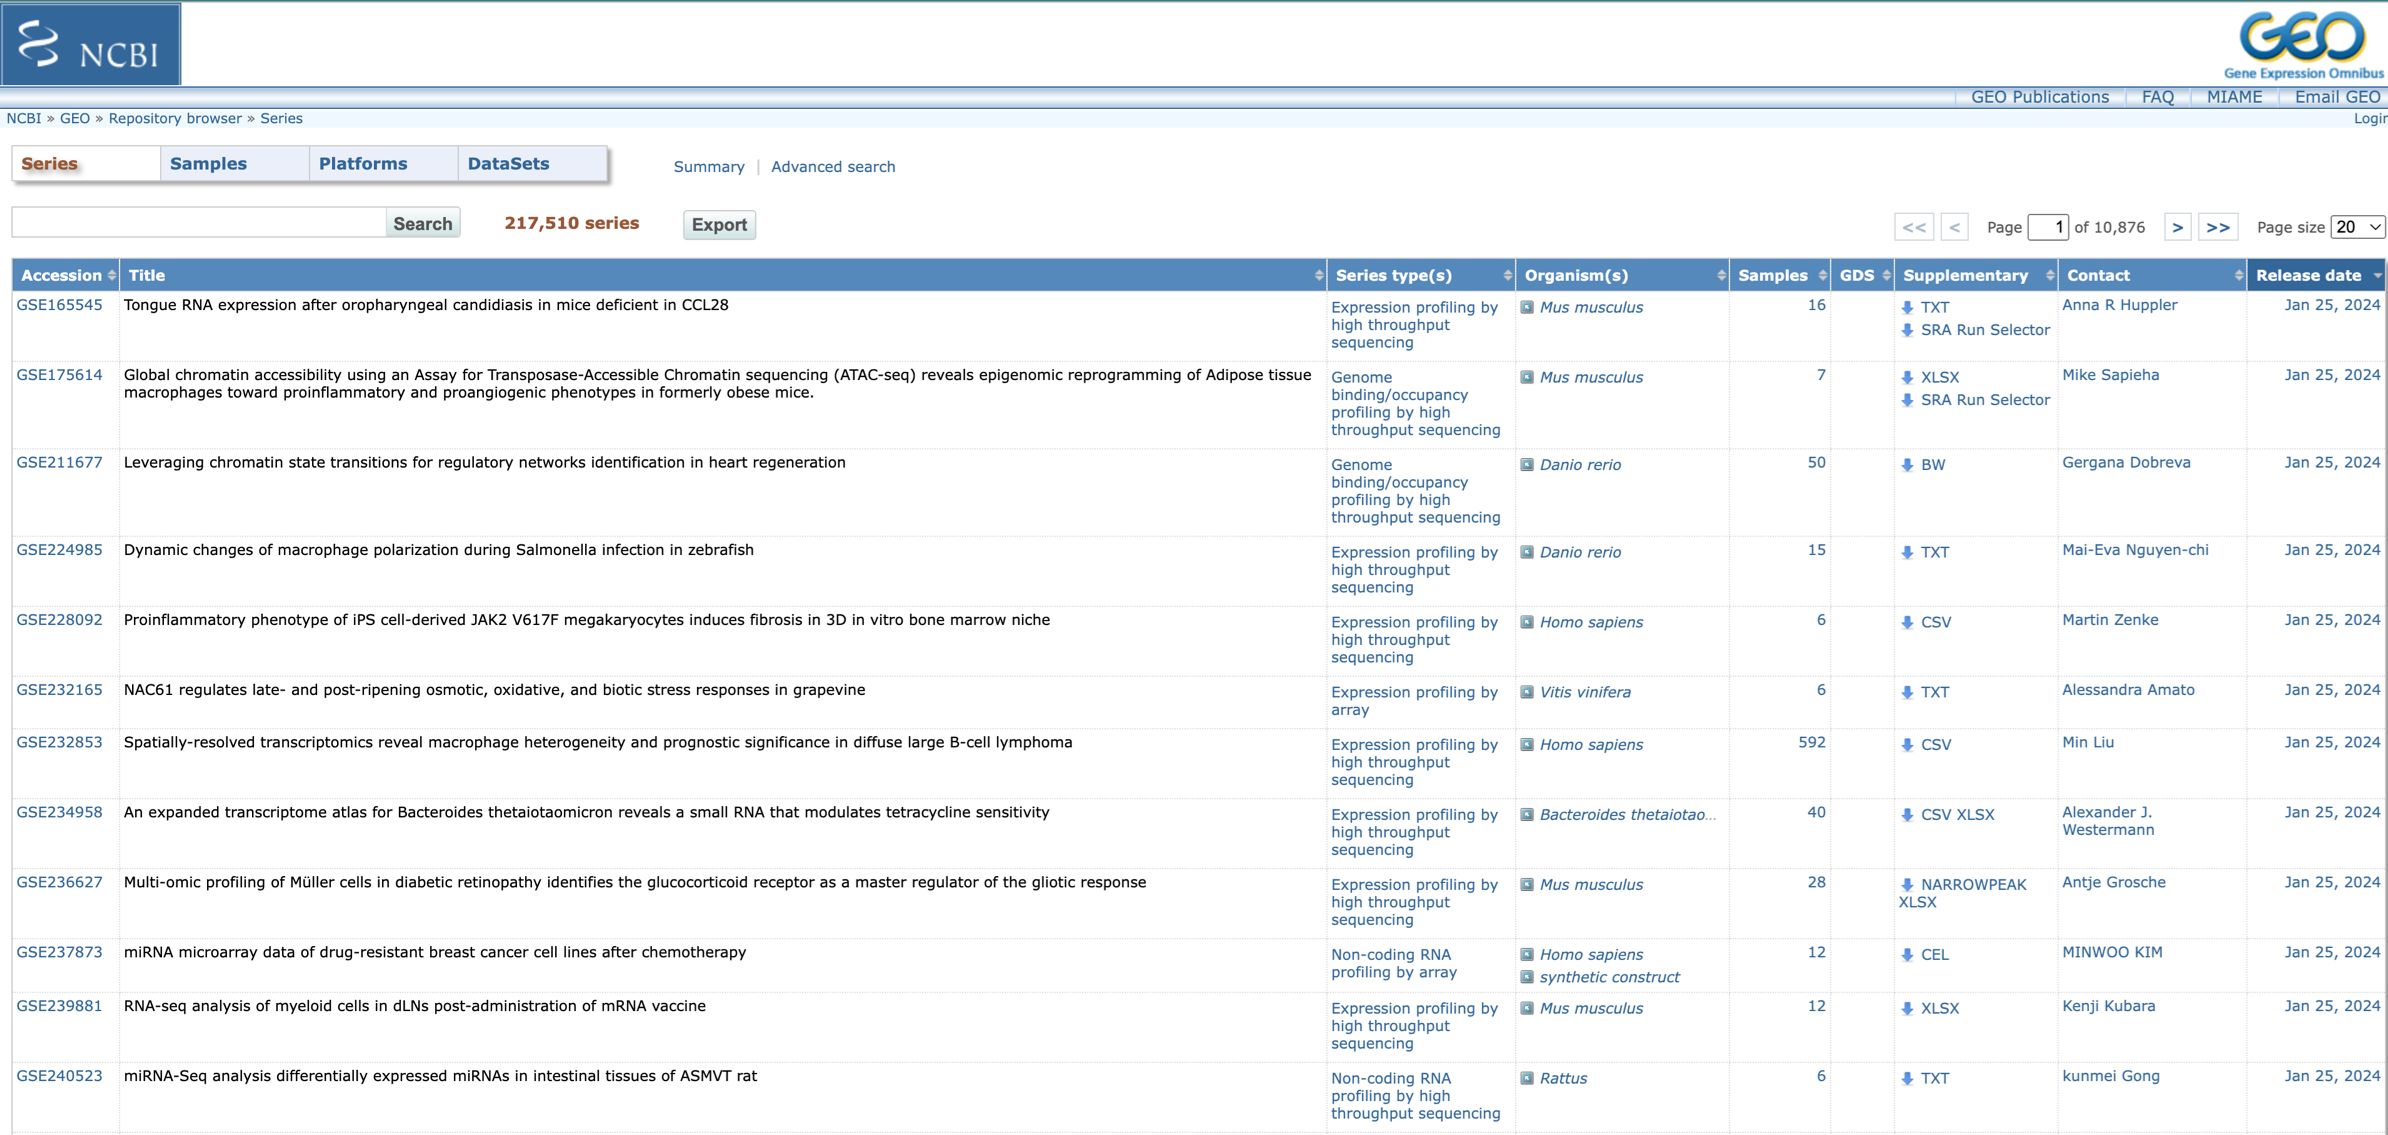 NCBI
GEO
Gene Expression Omnibus
GEO Publications FAQ MIAME Email GEO
NCBI » GEO » Repository browser » Series
Login
Series Samples Platforms DataSets
Summary | Advanced search
Search 217,510 series Export
<< < Page 1 of 10,876 > >> Page size 20
Accession Title Series type(s) Organism(s) Samples GDS Supplementary Contact Release date
GSE165545 Tongue RNA expression after oropharyngeal candidiasis in mice deficient in CCL28
Expression profiling by
high throughput
sequencing
Mus musculus
16
TXT
SRA Run Selector
Anna R Huppler
Jan 25, 2024
GSE175614 Global chromatin accessibility using an Assay for Transposase-Accessible Chromatin sequencing (ATAC-seq) reveals epigenomic reprogramming of Adipose tissue
macrophages toward proinflammatory and proangiogenic phenotypes in formerly obese mice.
Genome
binding/occupancy
profiling by high
throughput sequencing
Mus musculus
7
XLSX
SRA Run Selector
Mike Sapieha
Jan 25, 2024
GSE211677 Leveraging chromatin state transitions for regulatory networks identification in heart regeneration
Genome
binding/occupancy
profiling by high
throughput sequencing
Danio rerio
50
BW
Gergana Dobreva
Jan 25, 2024
GSE224985 Dynamic changes of macrophage polarization during Salmonella infection in zebrafish
Expression profiling by
high throughput
sequencing
Danio rerio
15
TXT
Mai-Eva Nguyen-chi
Jan 25, 2024
GSE228092 Proinflammatory phenotype of iPS cell-derived JAK2 V617F megakaryocytes induces fibrosis in 3D in vitro bone marrow niche
Expression profiling by
high throughput
sequencing
Homo sapiens
6
CSV
Martin Zenke
Jan 25, 2024
GSE232165 NAC61 regulates late- and post-ripening osmotic, oxidative, and biotic stress responses in grapevine
Expression profiling by
array
Vitis vinifera
6
TXT
Alessandra Amato
Jan 25, 2024
GSE232853 Spatially-resolved transcriptomics reveal macrophage heterogeneity and prognostic significance in diffuse large B-cell lymphoma
Expression profiling by
high throughput
sequencing
Homo sapiens
592
CSV
Min Liu
Jan 25, 2024
GSE234958 An expanded transcriptome atlas for Bacteroides thetaiotaomicron reveals a small RNA that modulates tetracycline sensitivity
Expression profiling by
high throughput
sequencing
Bacteroides thetaiotao...
40
CSV XLSX
Alexander J.
Westermann
Jan 25, 2024
GSE236627 Multi-omic profiling of Müller cells in diabetic retinopathy identifies the glucocorticoid receptor as a master regulator of the gliotic response
Expression profiling by
high throughput
sequencing
Mus musculus
28
NARROWPEAK
XLSX
Antje Grosche
Jan 25, 2024
GSE237873 miRNA microarray data of drug-resistant breast cancer cell lines after chemotherapy
Non-coding RNA
profiling by array
Homo sapiens
synthetic construct
12
CEL
MINWOO KIM
Jan 25, 2024
GSE239881 RNA-seq analysis of myeloid cells in dLNs post-administration of mRNA vaccine
Expression profiling by
high throughput
sequencing
Mus musculus
12
XLSX
Kenji Kubara
Jan 25, 2024
GSE240523 miRNA-Seq analysis differentially expressed miRNAs in intestinal tissues of ASMVT rat
Non-coding RNA
profiling by high
throughput sequencing
Rattus
6
TXT
kunmei Gong
Jan 25, 2024